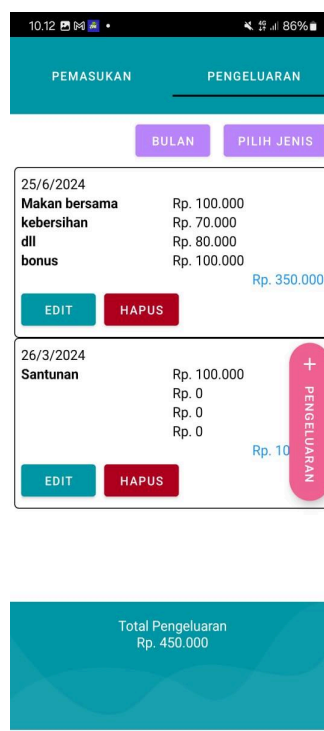 10.12 4G 86%
PEMASUKAN PENGELUARAN
BULAN PILIH JENIS
25/6/2024
Makan bersama Rp. 100.000
kebersihan Rp. 70.000
dll Rp. 80.000
bonus Rp. 100.000
Rp. 350.000
EDIT HAPUS
26/3/2024
Santunan Rp. 100.000
Rp. 0
Rp. 0
Rp. 0
Rp. 10
EDIT HAPUS
+ PENGELUARAN
Total Pengeluaran
Rp. 450.000